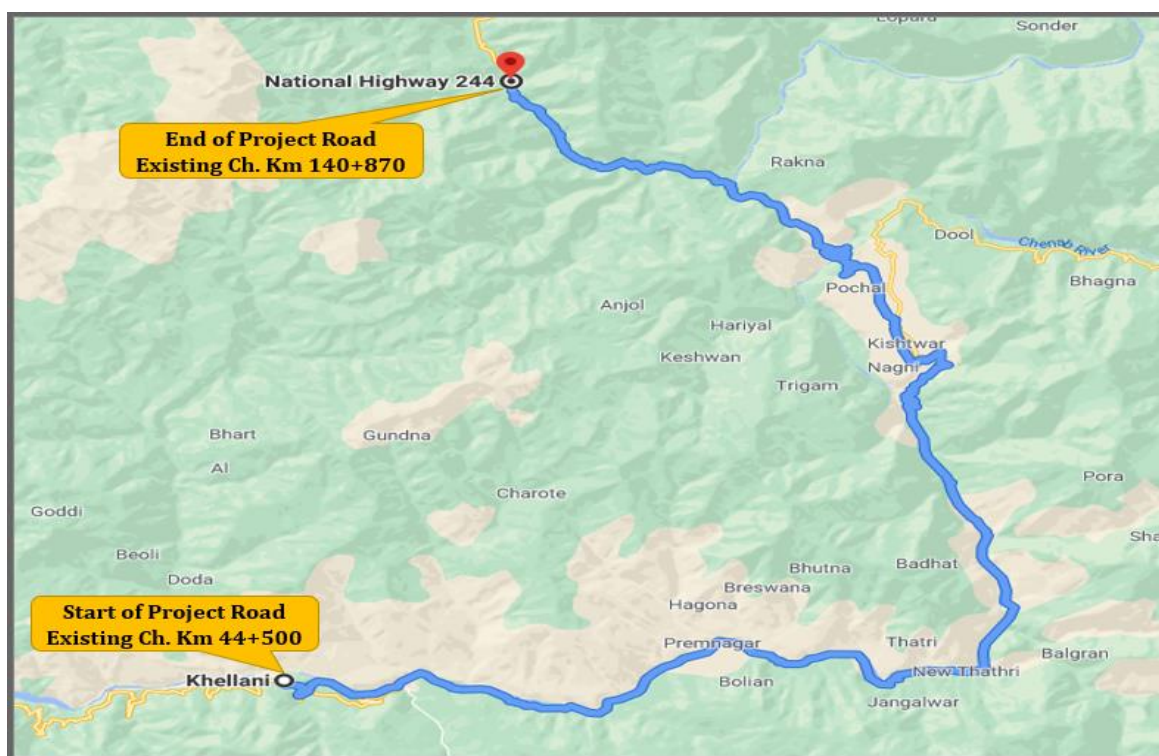 Lopara
Sonder
National Highway 244
End of Project Road
Existing Ch. Km 140+870
Rakna
Dool
Chenab River
Bhagna
Pochal
Anjol
Hariyal
Keshwan
Kishtwar
Nagni
Trigam
Bhart
Gundna
Al
Pora
Charote
Goddi
Sha
Beoli
Bhutna
Badhat
Doda
Breswana
Hagona
Start of Project Road
Existing Ch. Km 44+500
Premnagar
Thatri
Balgran
Khellani
Bolian
New Thathri
Jangalwar